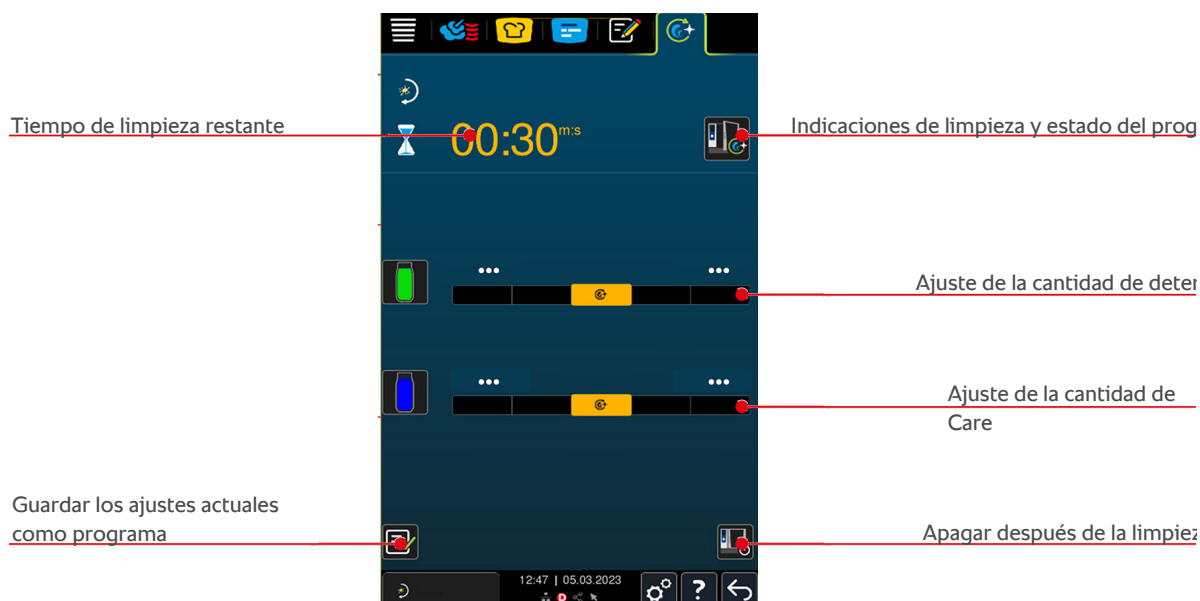 Tiempo de limpieza restante
00:30 m:s
Indicaciones de limpieza y estado del prog
Ajuste de la cantidad de deter
Ajuste de la cantidad de
Care
Guardar los ajustes actuales
como programa
Apagar después de la limpiez
12:47 | 05.03.2023
?